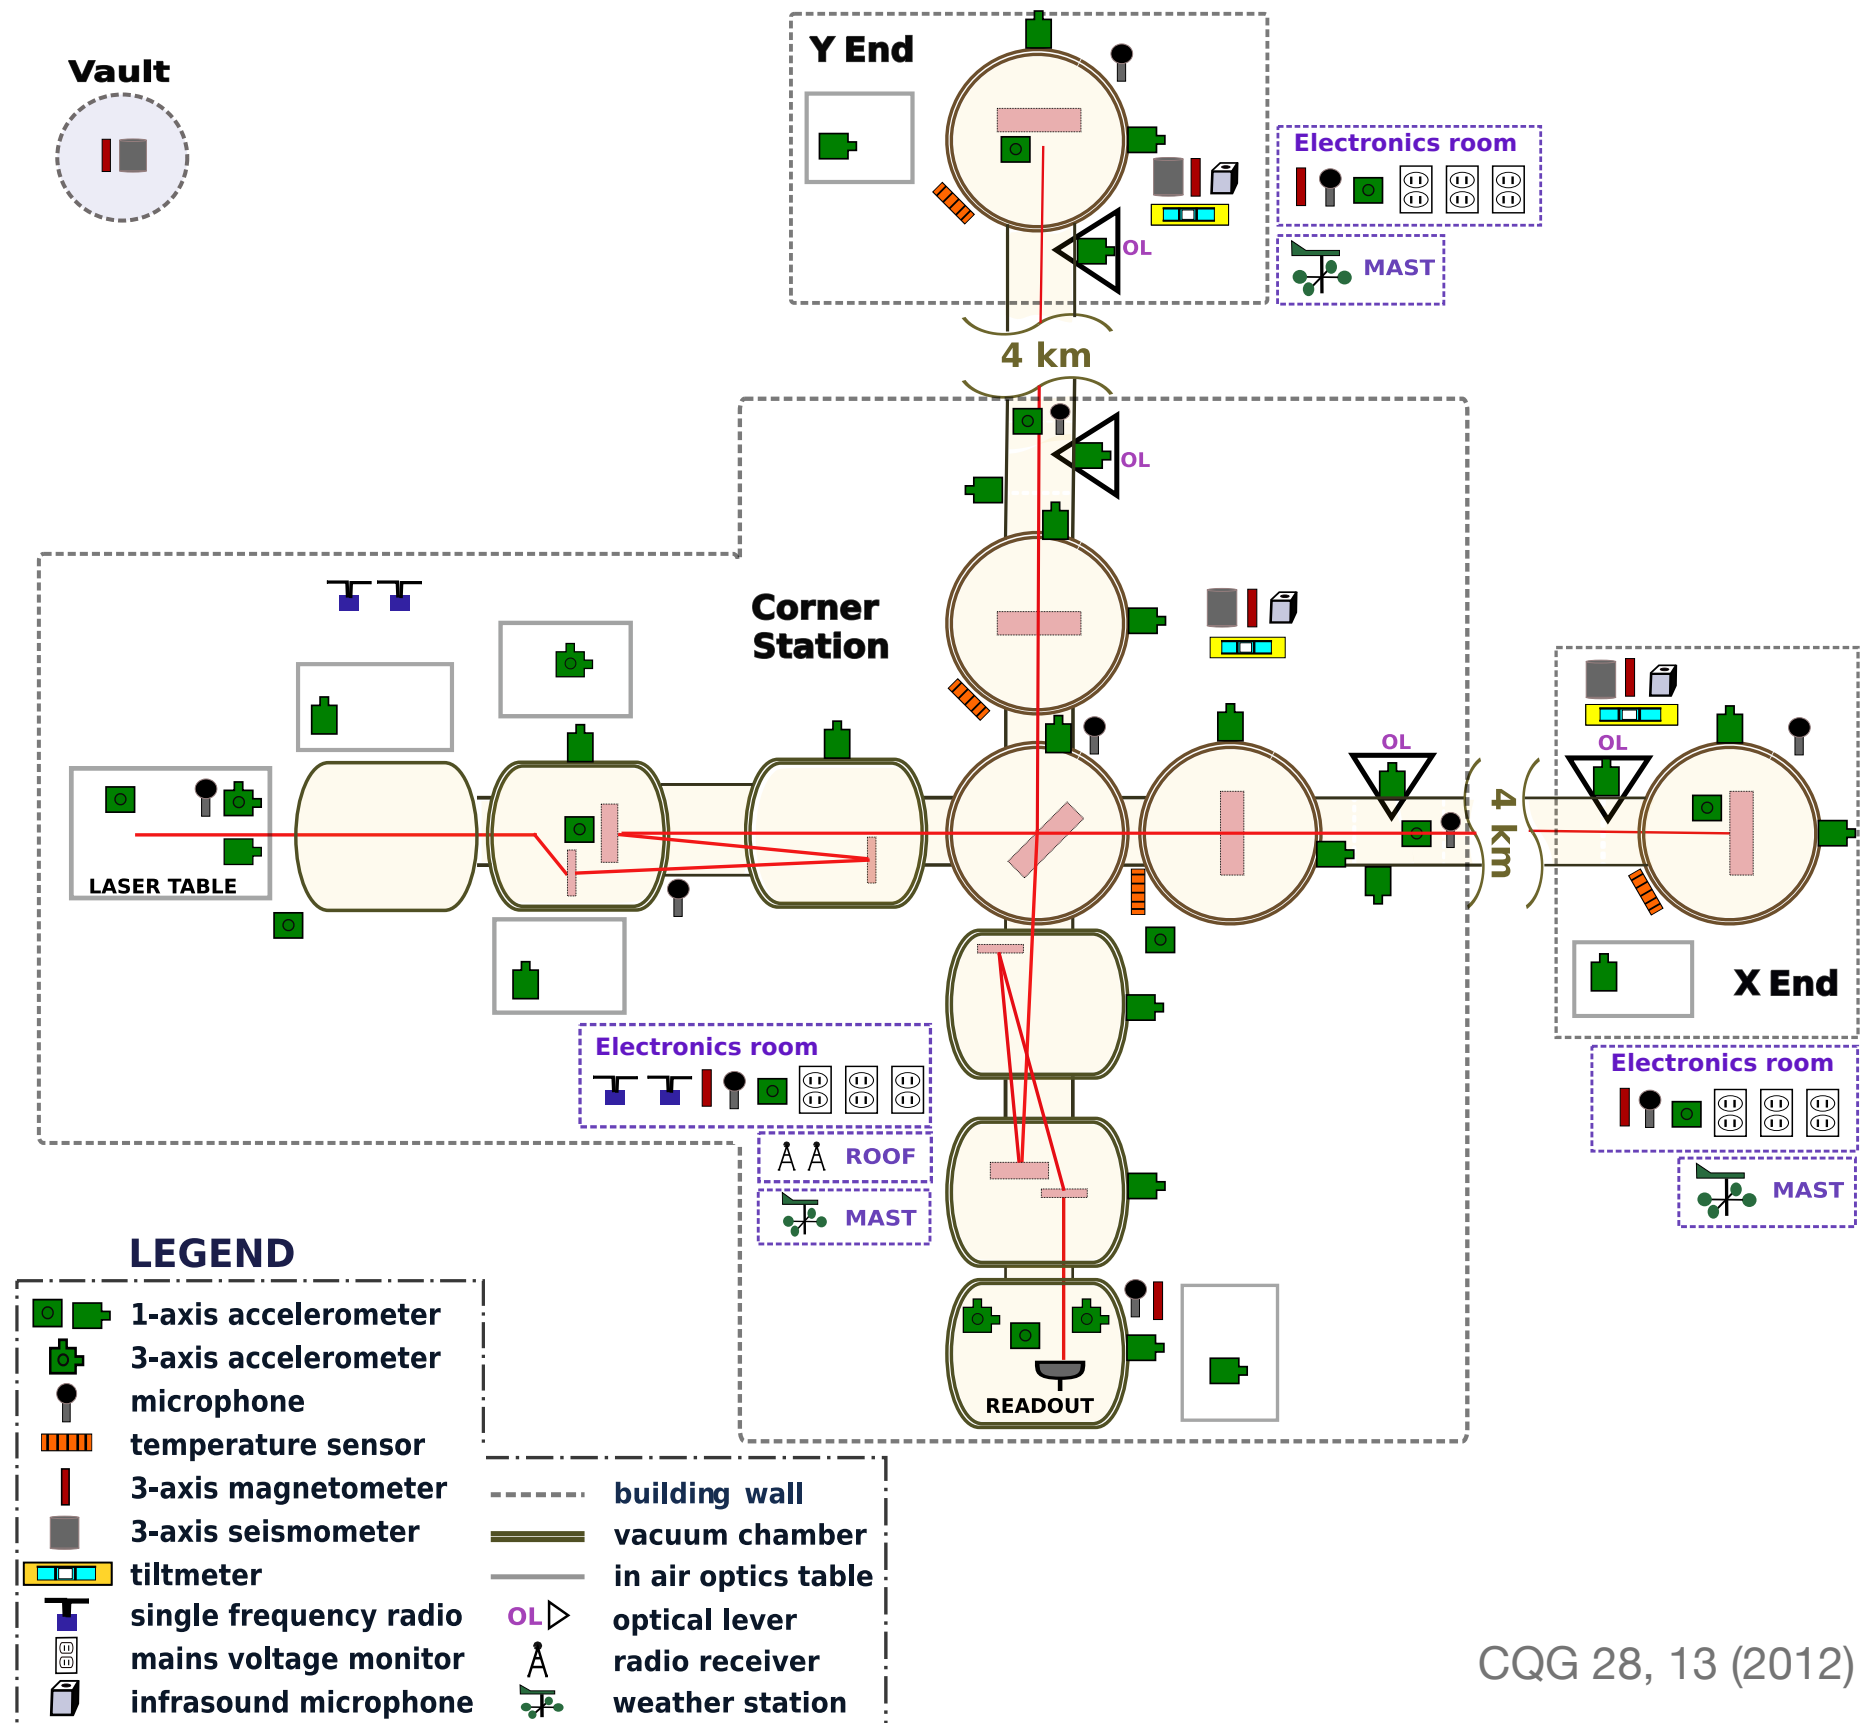 Vault
Y End
Electronics room
MAST
OL
4 km
OL
Corner
Station
OL
OL
4 km
LASER TABLE
X End
Electronics room
Electronics room
ROOF
MAST
MAST
READOUT
LEGEND
1-axis accelerometer
3-axis accelerometer
microphone
temperature sensor
3-axis magnetometer
3-axis seismometer
tiltmeter
single frequency radio
mains voltage monitor
infrasound microphone
building wall
vacuum chamber
in air optics table
OL optical lever
radio receiver
weather station
CQG 28, 13 (2012)